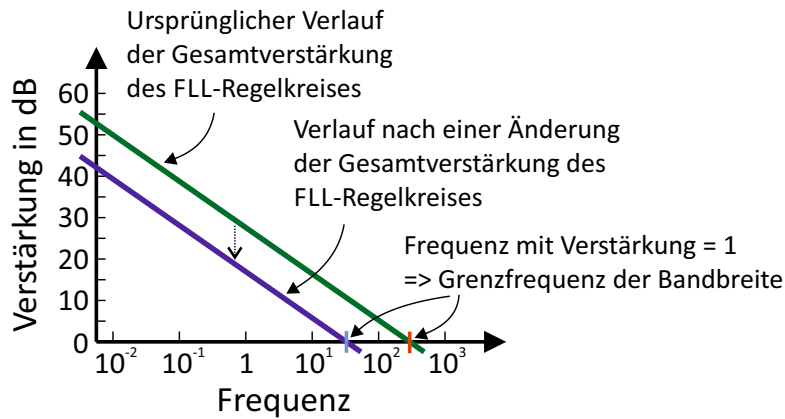 Ursprünglicher Verlauf
der Gesamtverstärkung
des FLL-Regelkreises
Verlauf nach einer Änderung
der Gesamtverstärkung des
FLL-Regelkreises
Frequenz mit Verstärkung = 1
=> Grenzfrequenz der Bandbreite
Verstärkung in dB
60
50
40
30
20
10
0
10⁻² 10⁻¹ 1 10¹ 10² 10³
Frequenz